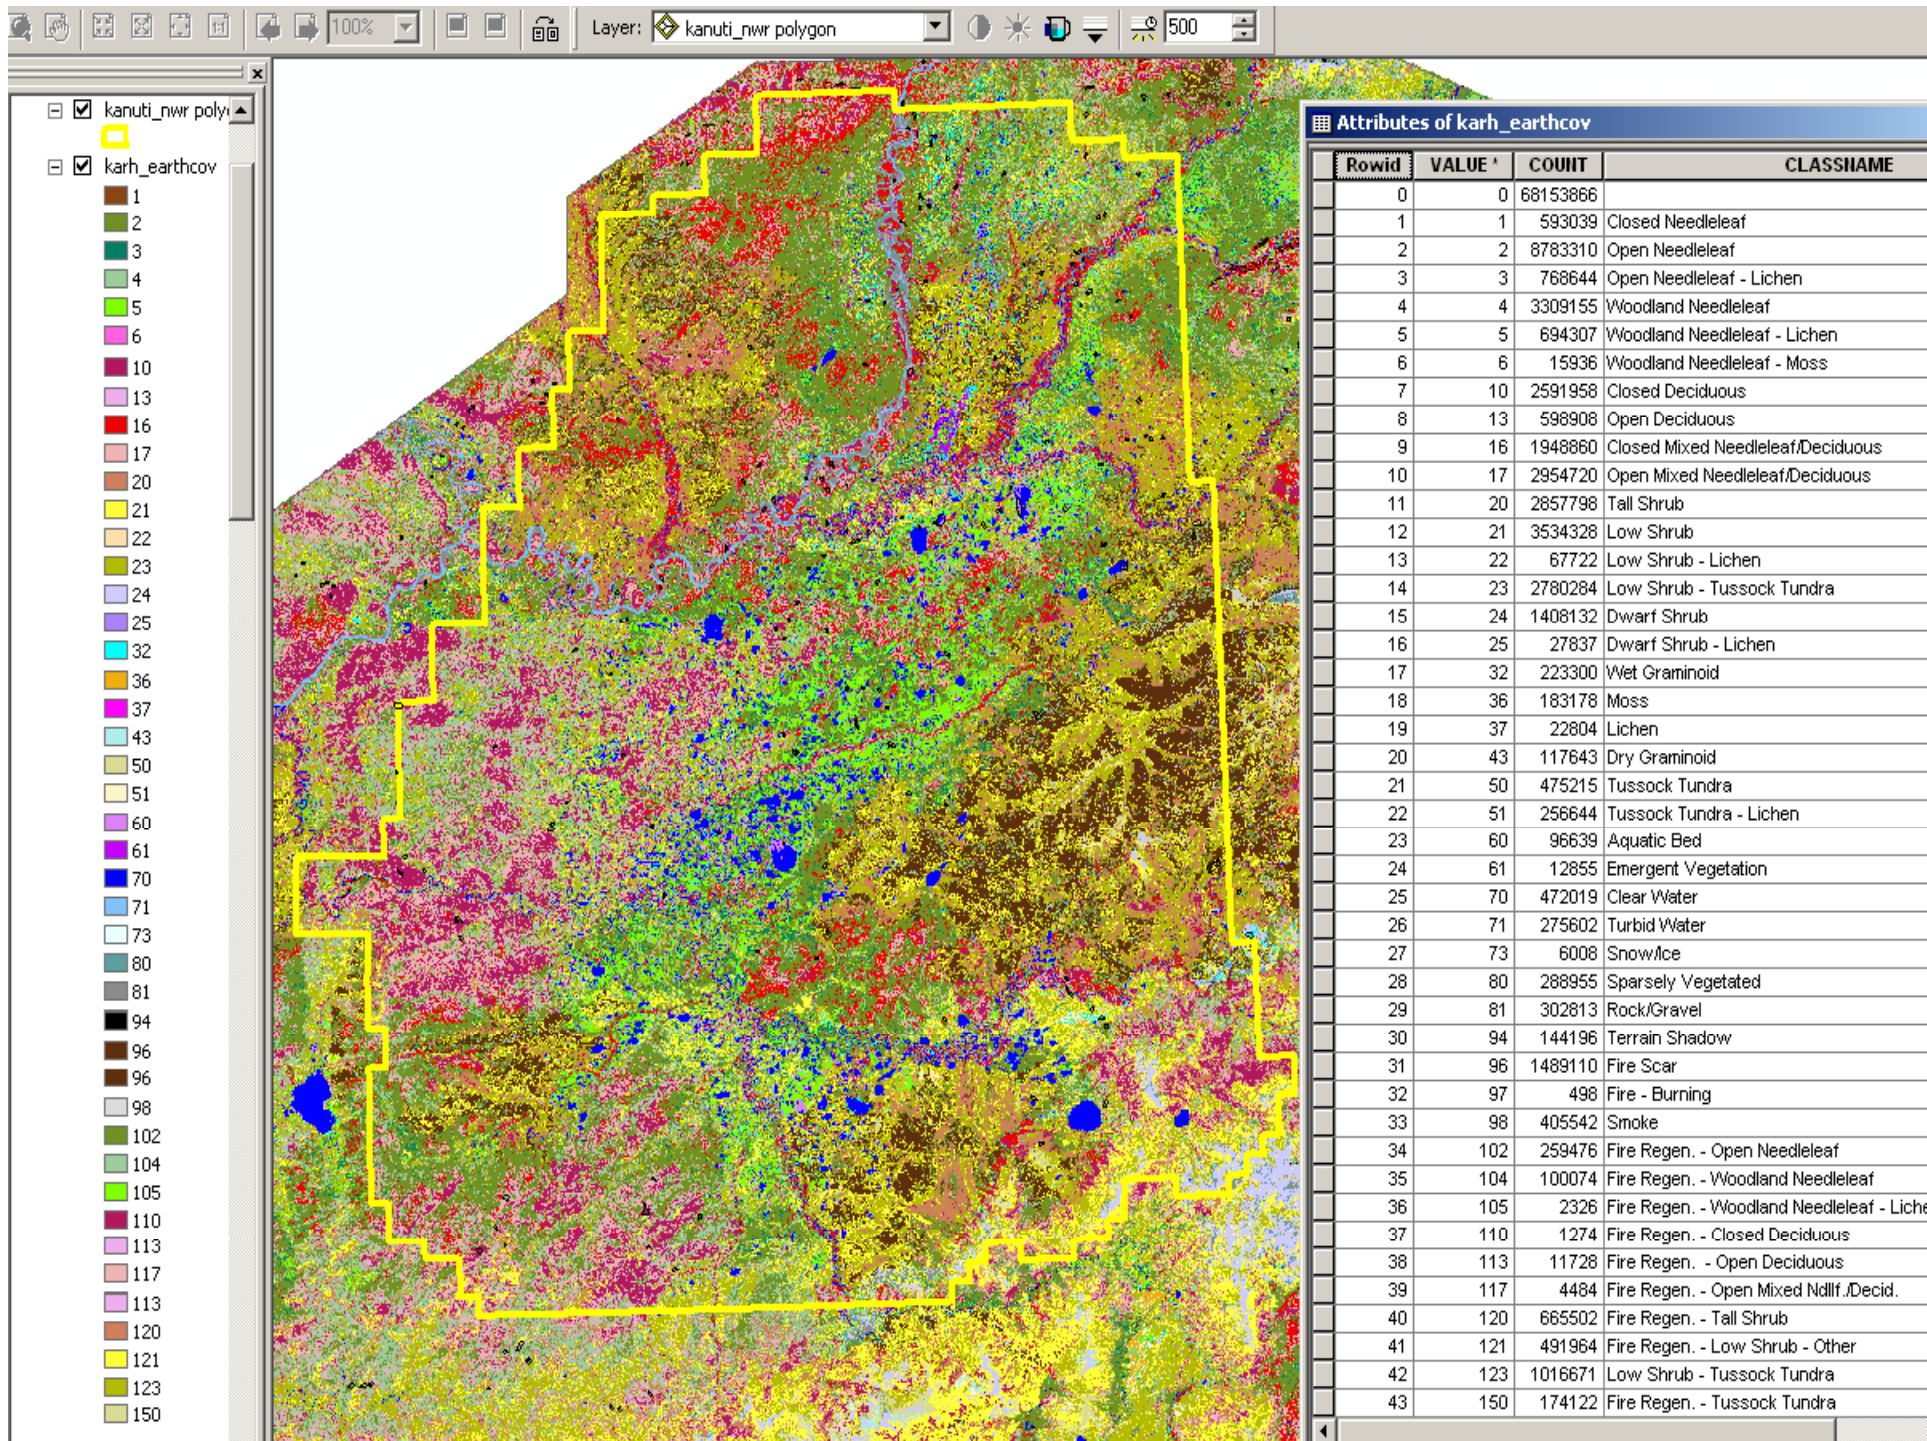 100% Layer: kanuti_nwr polygon 500
kanuti_nwr poly
karh_earthcov
1
2
3
4
5
6
10
13
16
17
20
21
22
23
24
25
32
36
37
43
50
51
60
61
70
71
73
80
81
94
96
96
98
102
104
105
110
113
117
113
120
121
123
150
Attributes of karh_earthcov
Rowid VALUE * COUNT CLASSNAME
0 0 68153866
1 1 593039 Closed Needleleaf
2 2 8783310 Open Needleleaf
3 3 768644 Open Needleleaf - Lichen
4 4 3309155 Woodland Needleleaf
5 5 694307 Woodland Needleleaf - Lichen
6 6 15936 Woodland Needleleaf - Moss
7 10 2591958 Closed Deciduous
8 13 598908 Open Deciduous
9 16 1948860 Closed Mixed Needleleaf/Deciduous
10 17 2954720 Open Mixed Needleleaf/Deciduous
11 20 2857798 Tall Shrub
12 21 3534328 Low Shrub
13 22 67722 Low Shrub - Lichen
14 23 2780284 Low Shrub - Tussock Tundra
15 24 1408132 Dwarf Shrub
16 25 27837 Dwarf Shrub - Lichen
17 32 223300 Wet Graminoid
18 36 183178 Moss
19 37 22804 Lichen
20 43 117643 Dry Graminoid
21 50 475215 Tussock Tundra
22 51 256644 Tussock Tundra - Lichen
23 60 96639 Aquatic Bed
24 61 12855 Emergent Vegetation
25 70 472019 Clear Water
26 71 275602 Turbid Water
27 73 6008 Snow/Ice
28 80 288955 Sparsely Vegetated
29 81 302813 Rock/Gravel
30 94 144196 Terrain Shadow
31 96 1489110 Fire Scar
32 97 498 Fire - Burning
33 98 405542 Smoke
34 102 259476 Fire Regen. - Open Needleleaf
35 104 100074 Fire Regen. - Woodland Needleleaf
36 105 2326 Fire Regen. - Woodland Needleleaf - Liche
37 110 1274 Fire Regen. - Closed Deciduous
38 113 11728 Fire Regen. - Open Deciduous
39 117 4484 Fire Regen. - Open Mixed Ndllf./Decid.
40 120 665502 Fire Regen. - Tall Shrub
41 121 491964 Fire Regen. - Low Shrub - Other
42 123 1016671 Low Shrub - Tussock Tundra
43 150 174122 Fire Regen. - Tussock Tundra